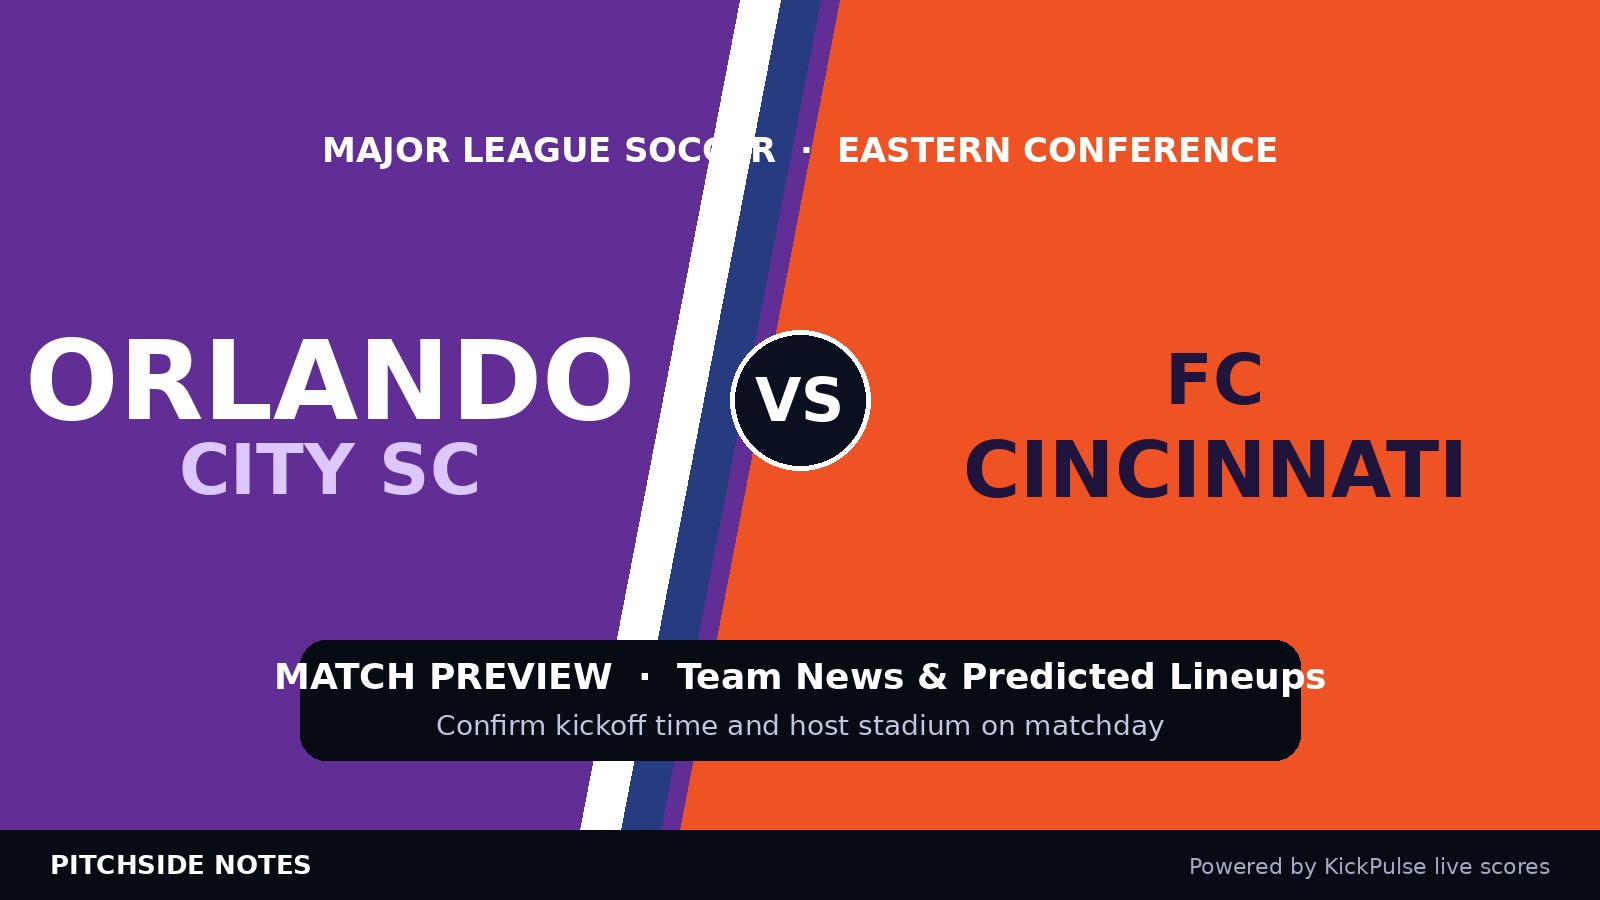 MAJOR LEAGUE SOCCER · EASTERN CONFERENCE
ORLANDO
CITY SC
VS
FC
CINCINNATI
MATCH PREVIEW · Team News & Predicted Lineups
Confirm kickoff time and host stadium on matchday
PITCHSIDE NOTES
Powered by KickPulse live scores